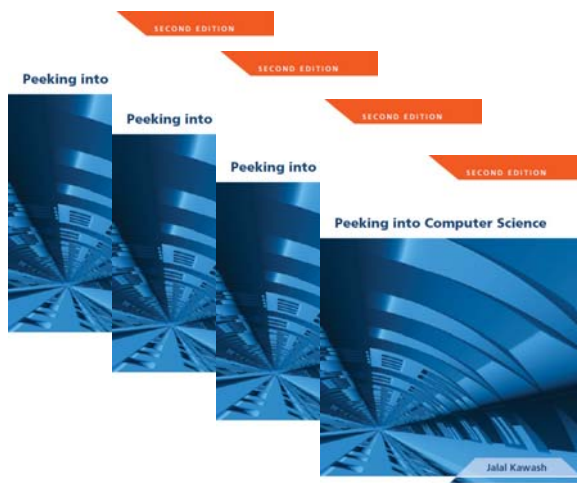 SECOND EDITION
Peeking into
SECOND EDITION
Peeking into
SECOND EDITION
Peeking into
SECOND EDITION
Peeking into Computer Science
Jalal Kawash